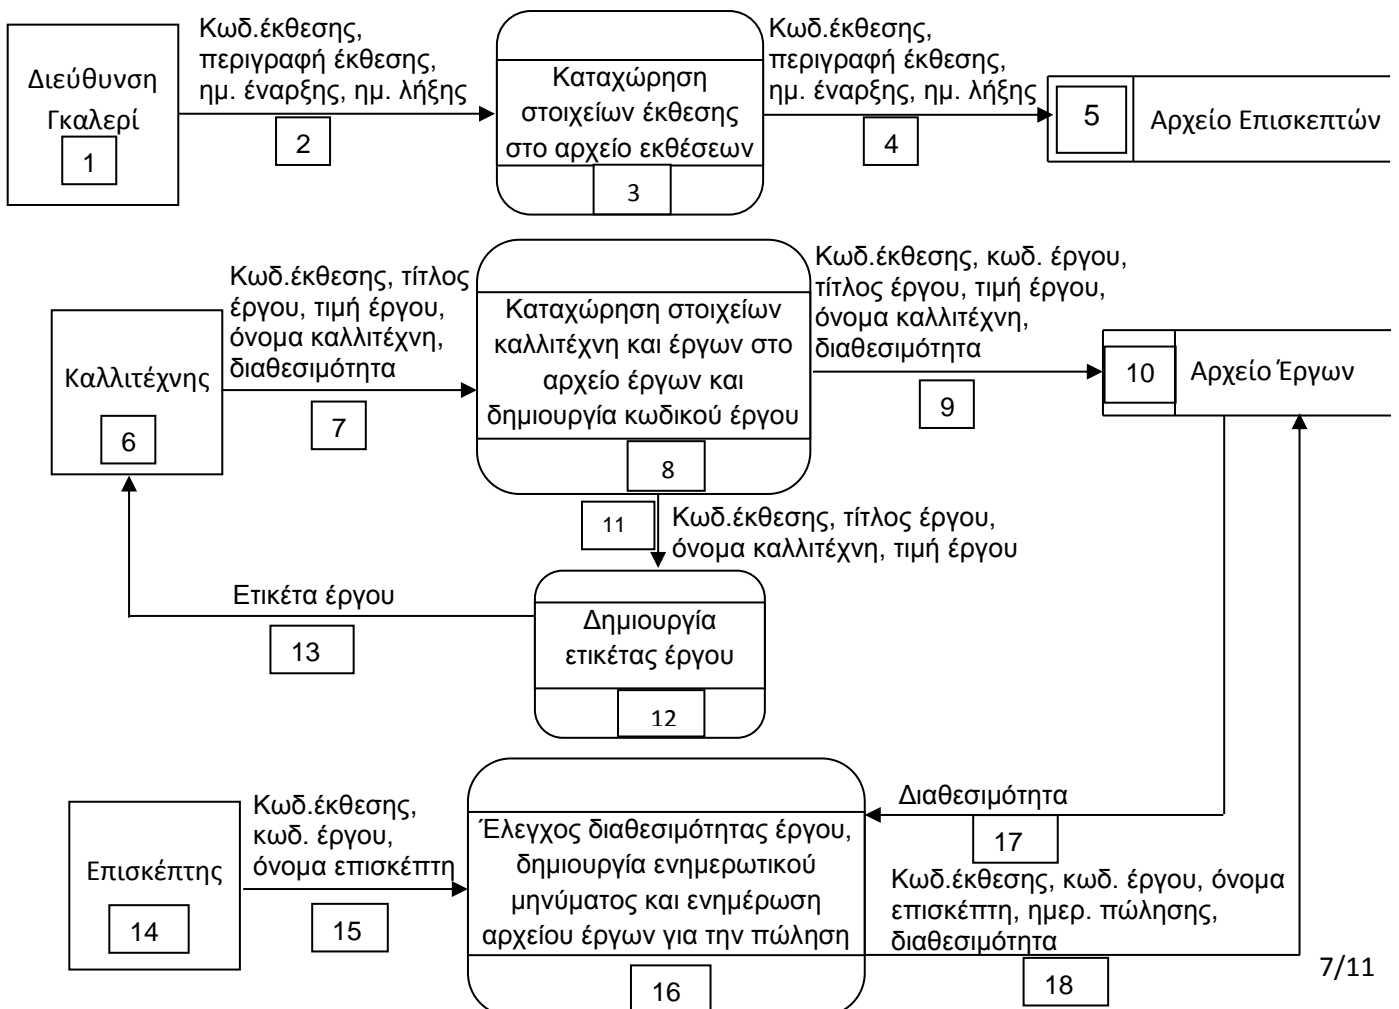 Διεύθυνση
Γκαλερί
1
Κωδ.έκθεσης,
περιγραφή έκθεσης,
ημ. έναρξης, ημ. λήξης
2
Καταχώρηση
στοιχείων έκθεσης
στο αρχείο εκθέσεων
3
Κωδ.έκθεσης,
περιγραφή έκθεσης,
ημ. έναρξης, ημ. λήξης
4
5
Αρχείο Επισκεπτών
Καλλιτέχνης
6
Κωδ.έκθεσης, τίτλος
έργου, τιμή έργου,
όνομα καλλιτέχνη,
διαθεσιμότητα
7
Καταχώρηση στοιχείων
καλλιτέχνη και έργων στο
αρχείο έργων και
δημιουργία κωδικού έργου
8
Κωδ.έκθεσης, κωδ. έργου,
τίτλος έργου, τιμή έργου,
όνομα καλλιτέχνη,
διαθεσιμότητα
9
10
Αρχείο Έργων
11
Κωδ.έκθεσης, τίτλος έργου,
όνομα καλλιτέχνη, τιμή έργου
Ετικέτα έργου
13
Δημιουργία
ετικέτας έργου
12
Επισκέπτης
14
Κωδ.έκθεσης,
κωδ. έργου,
όνομα επισκέπτη
15
Έλεγχος διαθεσιμότητας έργου,
δημιουργία ενημερωτικού
μηνύματος και ενημέρωση
αρχείου έργων για την πώληση
16
Διαθεσιμότητα
17
Κωδ.έκθεσης, κωδ. έργου, όνομα
επισκέπτη, ημερ. πώλησης,
διαθεσιμότητα
18
7/11